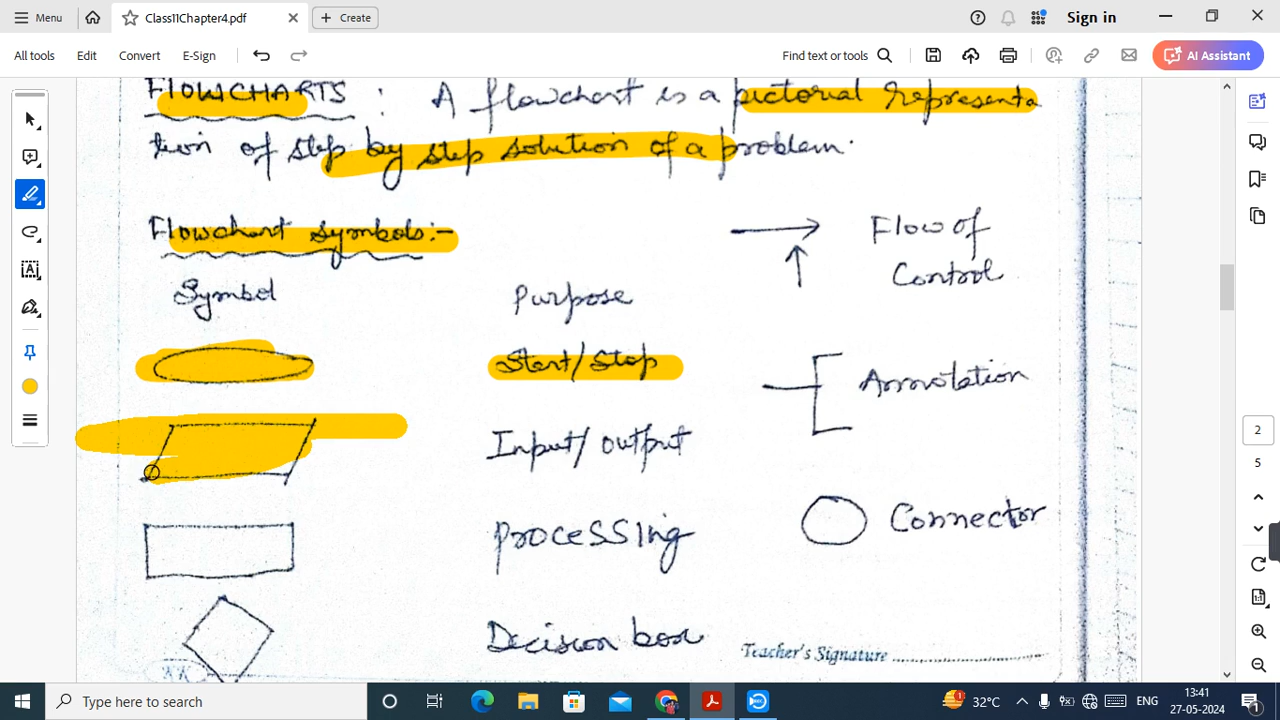 Menu
Class11Chapter4.pdf
Create
Sign in
All tools
Edit
Convert
E-Sign
Find text or tools
AI Assistant
FLOWCHARTS : A flowchart is a pictorial representa
tion of step by step solution of a problem.
Flowchart symbols:-
Symbol
Purpose
Start/Stop
Input/output
Processing
Decision box
Flow of
Control
Annotation
Connector
Teacher's Signature
KK
2
5
Type here to search
1
32°C
ENG
13:41
27-05-2024